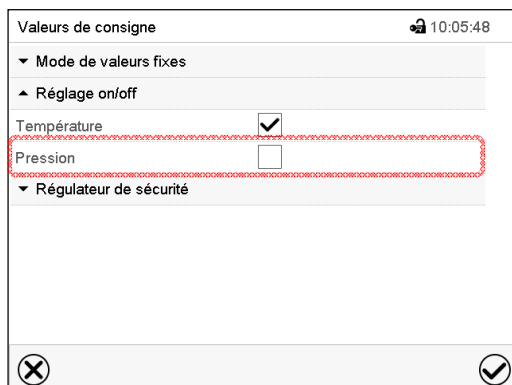 Valeurs de consigne 10:05:48
Mode de valeurs fixes
Réglage on/off
Température
Pression
Régulateur de sécurité